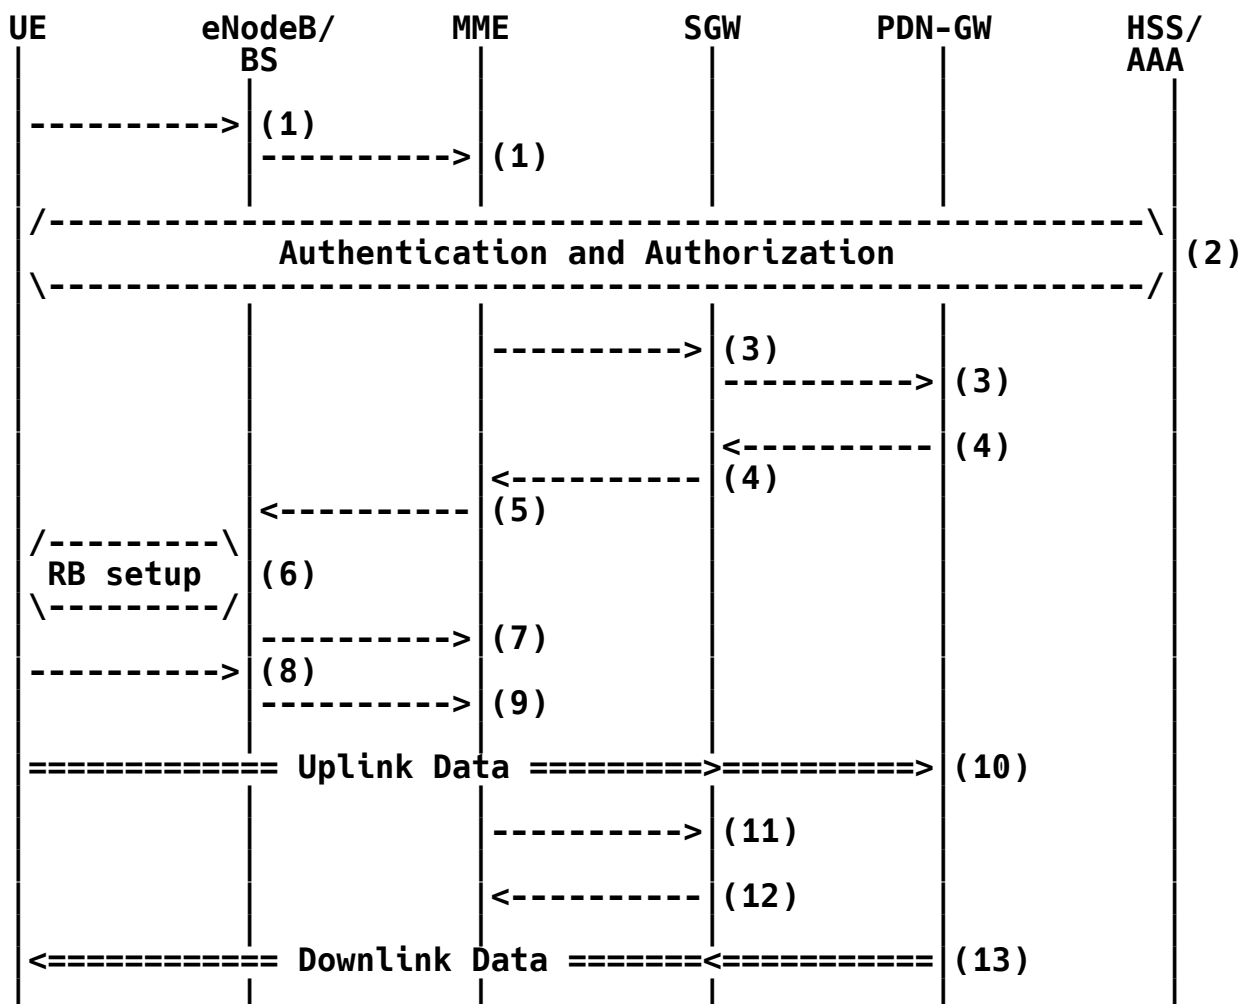 UE eNodeB/ MME SGW PDN-GW HSS/
BS AAA
---------->|(1)
---------->|(1)
/---------------------------------------------------------\
Authentication and Authorization |(2)
\---------------------------------------------------------/
---------->|(3)
---------->|(3)
<----------|(4)
<----------|(4)
<----------|(5)
/---------\
RB setup |(6)
\---------/
---------->|(7)
---------->|(8)
---------->|(9)
============= Uplink Data =========>==========>|(10)
---------->|(11)
<----------|(12)
<============ Downlink Data =======<===========|(13)